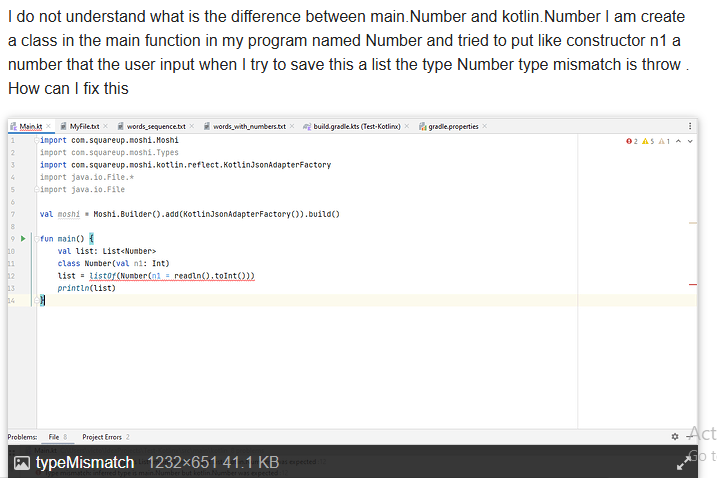 I do not understand what is the difference between main.Number and kotlin.Number I am create
a class in the main function in my program named Number and tried to put like constructor n1 a
number that the user input when I try to save this a list the type Number type mismatch is throw .
How can I fix this
Main.kt × MyFile.txt × words_sequence.txt × words_with_numbers.txt × build.gradle.kts (Test-Kotlinx) × gradle.properties ×
1 import com.squareup.moshi.Moshi 2 5 1
2 import com.squareup.moshi.Types
3 import com.squareup.moshi.kotlin.reflect.KotlinJsonAdapterFactory
4 import java.io.File.*
5 import java.io.File
6
7 val moshi = Moshi.Builder().add(KotlinJsonAdapterFactory()).build()
8
9 fun main() {
10 val list: List<Number>
11 class Number(val n1: Int)
12 list = listOf(Number(n1 = readln().toInt()))
13 println(list)
14 }
Problems: File 8 Project Errors 2
Act
Go t
typeMismatch 1232×651 41.1 KB